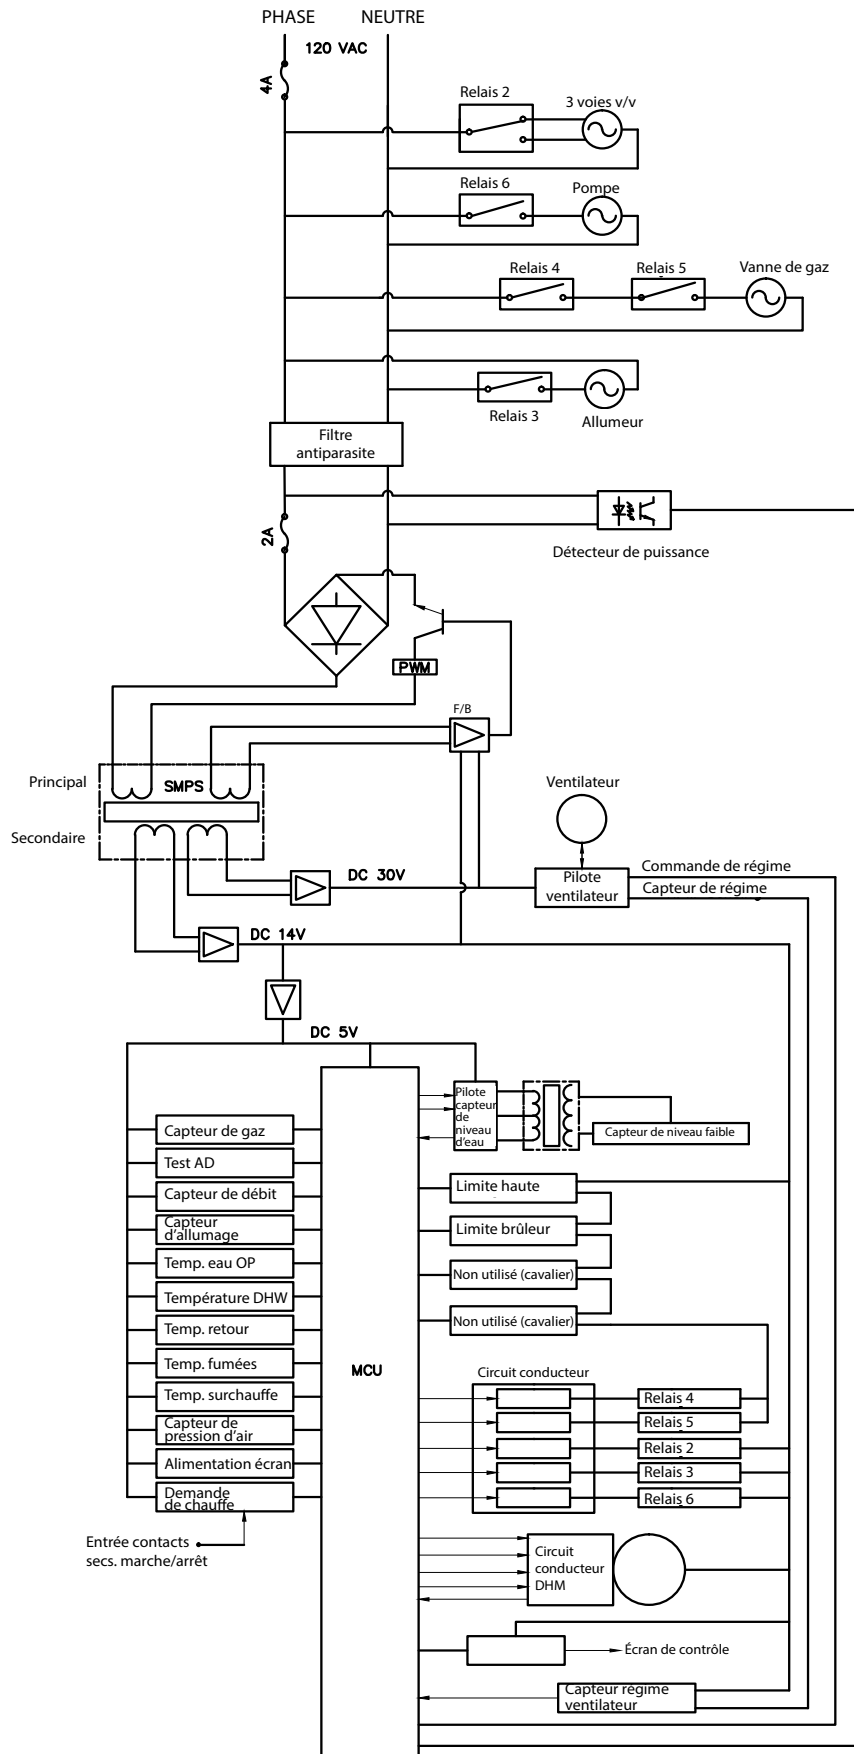 PHASE NEUTRE
120 VAC
4A
Relais 2
3 voies v/v
Relais 6
Pompe
Relais 4
Relais 5
Vanne de gaz
Relais 3
Allumeur
Filtre
antiparasite
2A
Détecteur de puissance
PWM
F/B
Principal
SMPS
Secondaire
Ventilateur
DC 30V
Pilote
ventilateur
Commande de régime
Capteur de régime
DC 14V
DC 5V
Pilote
capteur
de
niveau
d'eau
Capteur de niveau faible
Capteur de gaz
Test AD
Capteur de débit
Capteur
d'allumage
Temp. eau OP
Température DHW
Temp. retour
Temp. fumées
Temp. surchauffe
Capteur de
pression d'air
Alimentation écran
Demande
de chauffe
Entrée contacts
secs. marche/arrêt
MCU
Limite haute
Limite brûleur
Non utilisé (cavalier)
Non utilisé (cavalier)
Circuit conducteur
Relais 4
Relais 5
Relais 2
Relais 3
Relais 6
Circuit
conducteur
DHM
Écran de contrôle
Capteur régime
ventilateur